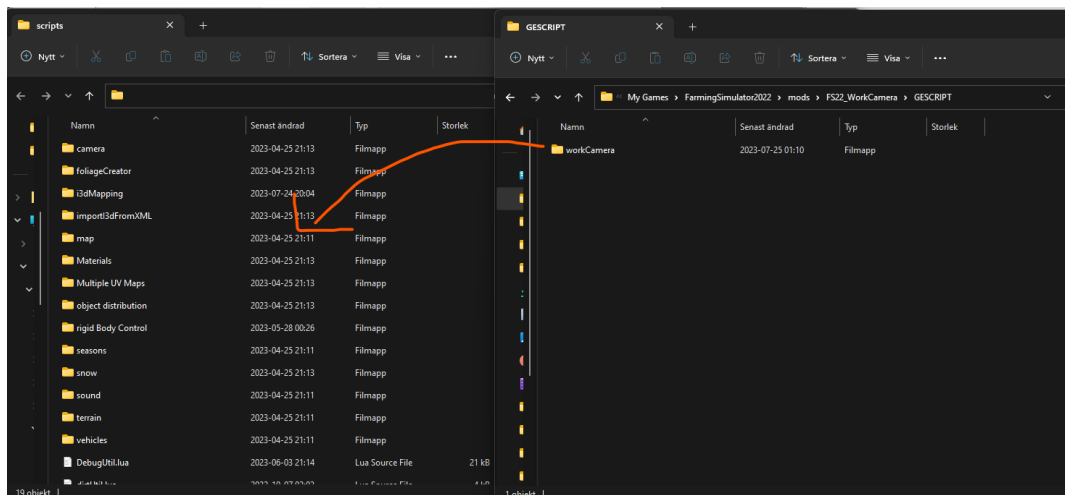 scripts
Nytt
Sortera
Visa
Namn
Senast ändrad
Typ
Storlek
camera
2023-04-25 21:13
Filmapp
foliageCreator
2023-04-25 21:13
Filmapp
i3dMapping
2023-07-24 20:04
Filmapp
importI3dFromXML
2023-04-25 21:13
Filmapp
map
2023-04-25 21:11
Filmapp
Materials
2023-04-25 21:13
Filmapp
Multiple UV Maps
2023-04-25 21:13
Filmapp
object distribution
2023-04-25 21:13
Filmapp
rigid Body Control
2023-05-28 00:26
Filmapp
seasons
2023-04-25 21:11
Filmapp
snow
2023-04-25 21:13
Filmapp
sound
2023-04-25 21:11
Filmapp
terrain
2023-04-25 21:11
Filmapp
vehicles
2023-04-25 21:11
Filmapp
DebugUtil.lua
2023-06-03 21:14
Lua Source File
21 kB
19 objekt
GESCRIPT
Nytt
Sortera
Visa
My Games > FarmingSimulator2022 > mods > FS22_WorkCamera > GESCRIPT
Namn
Senast ändrad
Typ
Storlek
workCamera
2023-07-25 01:10
Filmapp
1 objekt